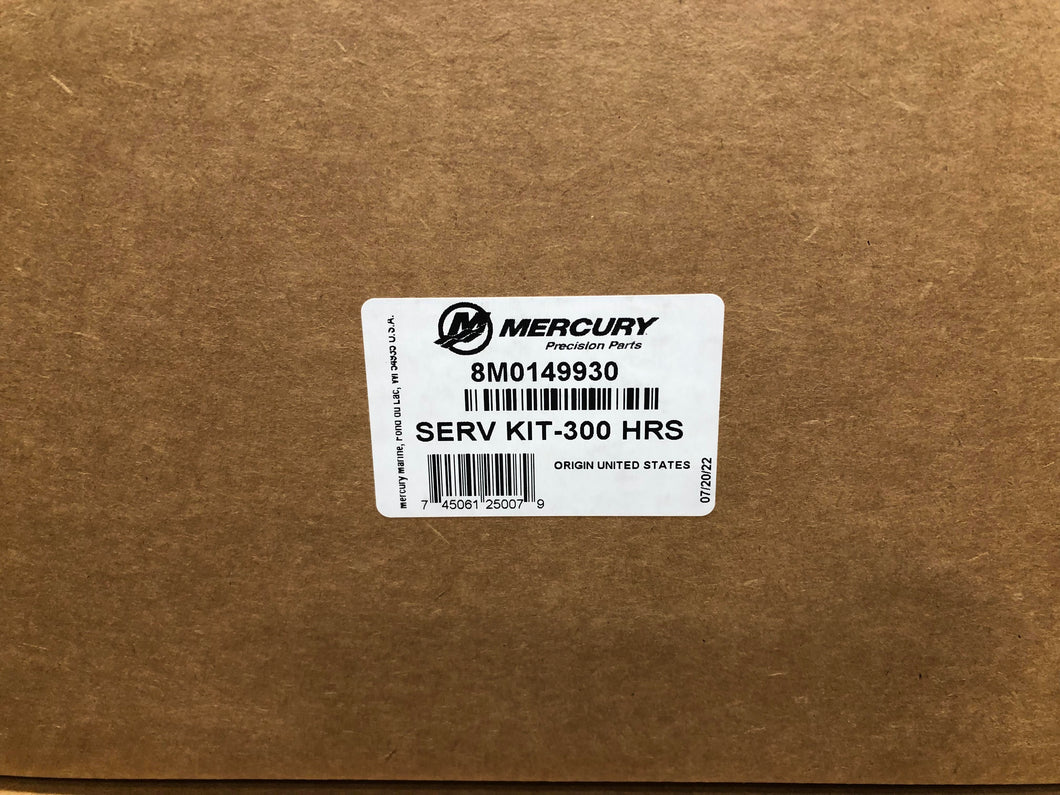 MERCURY
Precision Parts
8M0149930
SERV KIT-300 HRS
ORIGIN UNITED STATES
7 45061 25007 9
Mercury Marine, Fond du Lac, WI 54935 U.S.A.
07/20/22